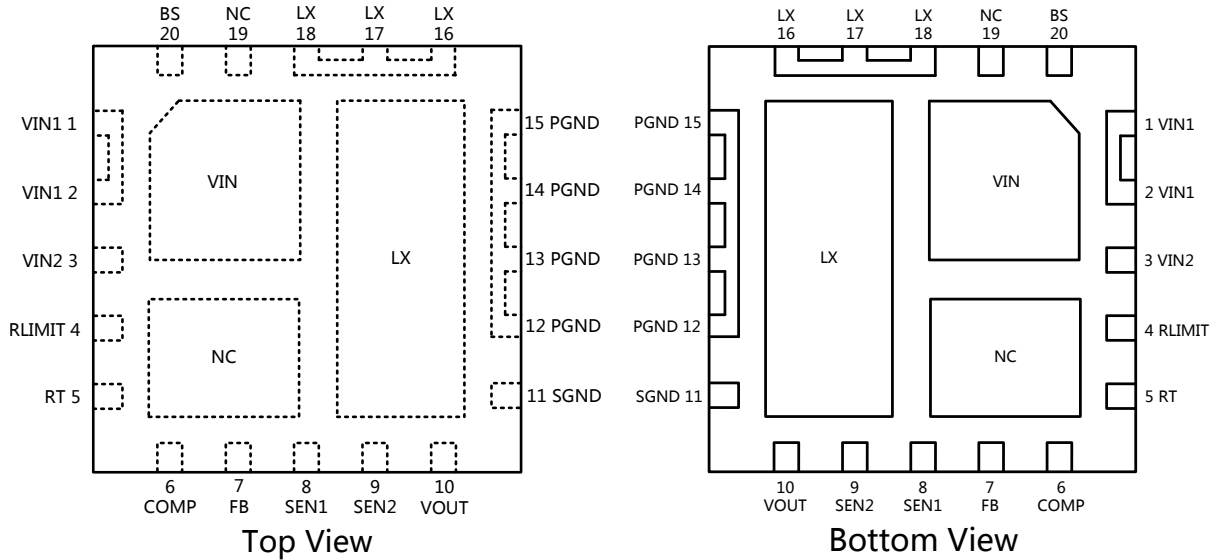 BS NC LX LX LX
20 19 18 17 16
VIN1 1
VIN1 2
VIN2 3
RLIMIT 4
RT 5
VIN
LX
NC
15 PGND
14 PGND
13 PGND
12 PGND
11 SGND
6 7 8 9 10
COMP FB SEN1 SEN2 VOUT
Top View
LX LX LX NC BS
16 17 18 19 20
PGND 15
PGND 14
PGND 13
PGND 12
SGND 11
LX
VIN
NC
1 VIN1
2 VIN1
3 VIN2
4 RLIMIT
5 RT
10 9 8 7 6
VOUT SEN2 SEN1 FB COMP
Bottom View